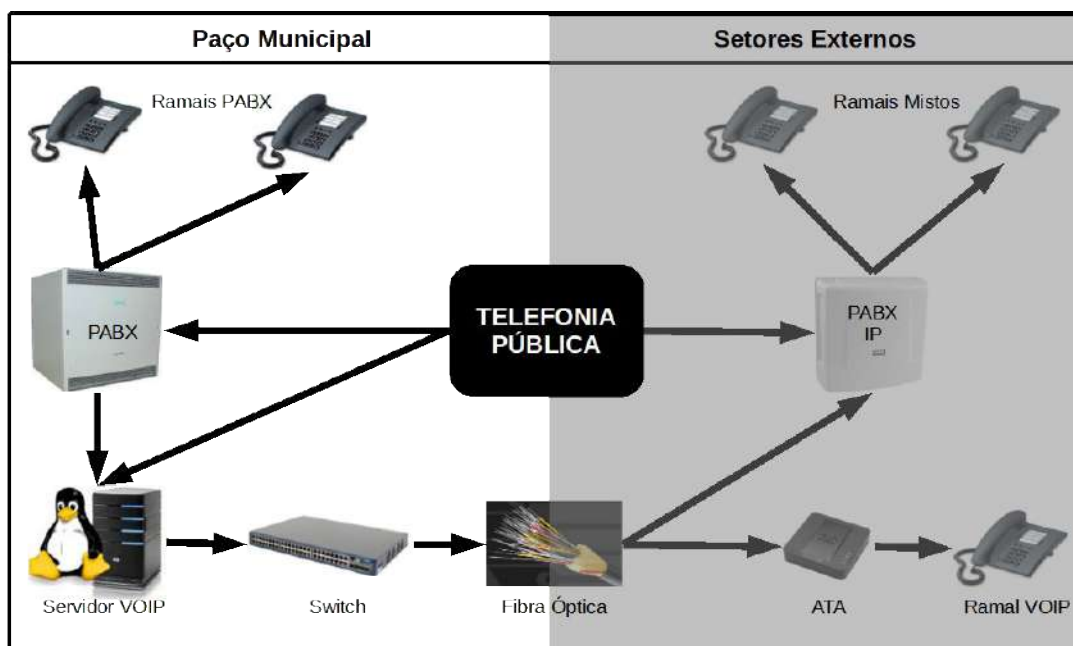 Paço Municipal
Setores Externos
Ramais PABX
Ramais Mistos
PABX
TELEFONIA
PÚBLICA
PABX
IP
Servidor VOIP
Switch
Fibra Óptica
ATA
Ramal VOIP